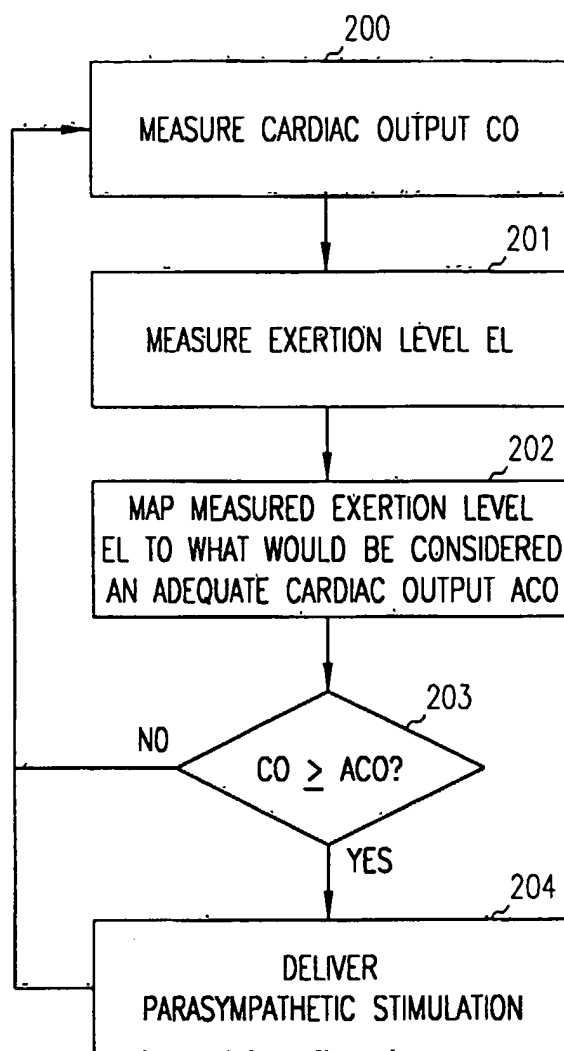 200
MEASURE CARDIAC OUTPUT CO
201
MEASURE EXERTION LEVEL EL
202
MAP MEASURED EXERTION LEVEL
EL TO WHAT WOULD BE CONSIDERED
AN ADEQUATE CARDIAC OUTPUT ACO
203
NO
CO ≥ ACO?
YES
204
DELIVER
PARASYMPATHETIC STIMULATION